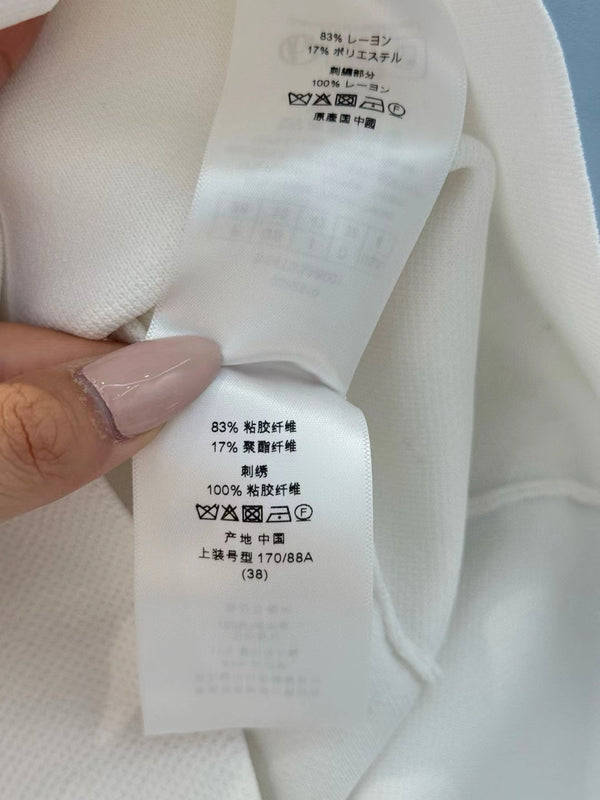 83% レーヨン
17% ポリエステル
刺繍部分
100% レーヨン
F
原産国 中國
83% 粘胶纤维
17% 聚酯纤维
刺绣
100% 粘胶纤维
F
产地 中国
上装号型 170/88A
(38)